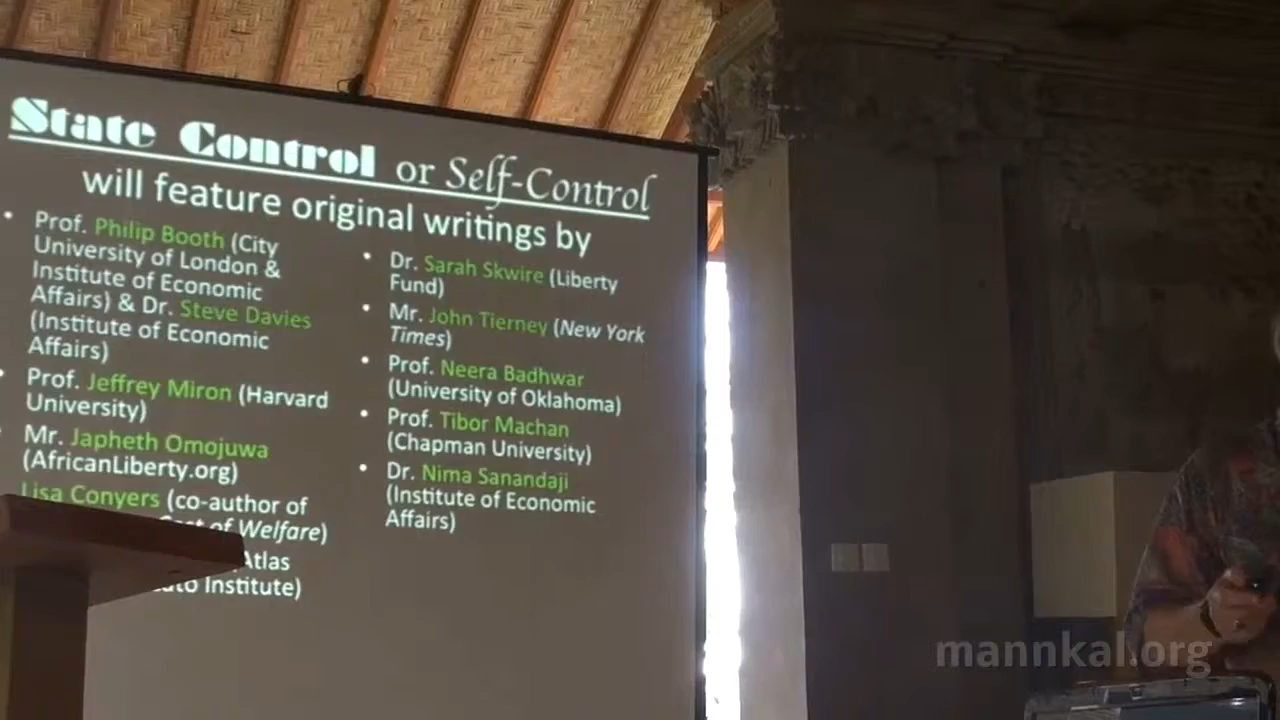 State Control or Self-Control
will feature original writings by
• Prof. Philip Booth (City
University of London &
Institute of Economic
Affairs) & Dr. Steve Davies
(Institute of Economic
Affairs)
Prof. Jeffrey Miron (Harvard
University)
Mr. Japheth Omojuwa
(AfricanLiberty.org)
Lisa Conyers (co-author of
of Welfare)
(Atlas
Institute)
• Dr. Sarah Skwire (Liberty
Fund)
• Mr. John Tierney (New York
Times)
• Prof. Neera Badhwar
(University of Oklahoma)
• Prof. Tibor Machan
(Chapman University)
• Dr. Nima Sanandaji
(Institute of Economic
Affairs)
mannkal.org